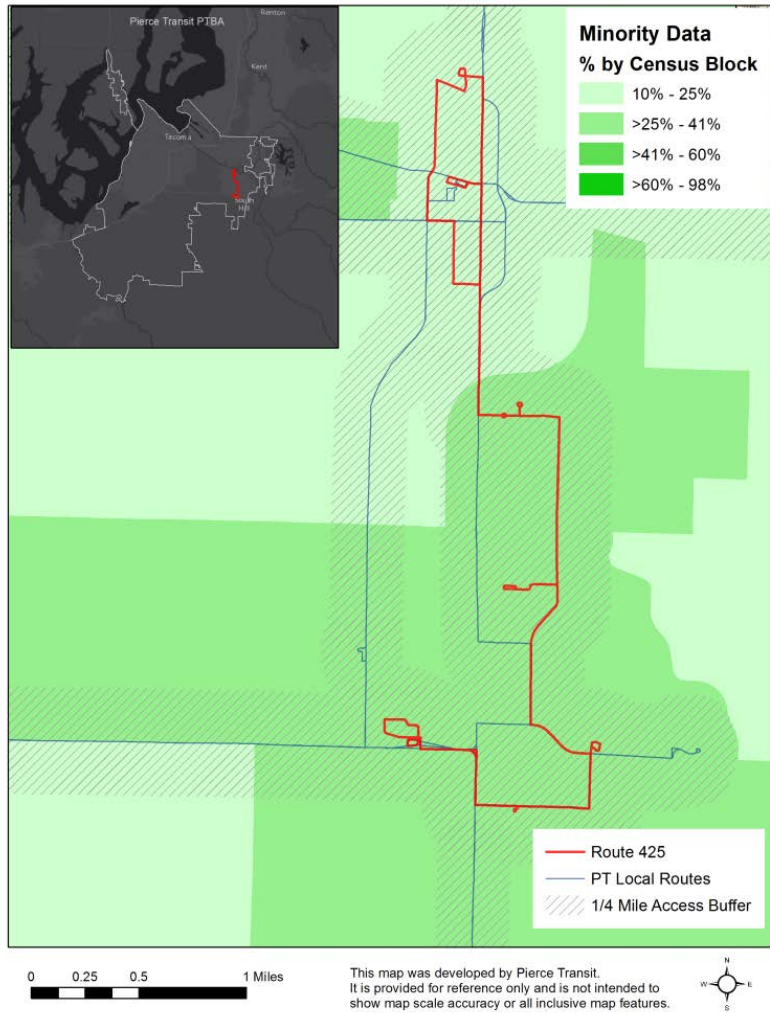 Pierce Transit PTBA
Renton
Kent
Tacoma
South
Hill
Minority Data
% by Census Block
10% - 25%
>25% - 41%
>41% - 60%
>60% - 98%
Route 425
PT Local Routes
1/4 Mile Access Buffer
0 0.25 0.5 1 Miles
This map was developed by Pierce Transit.
It is provided for reference only and is not intended to
show map scale accuracy or all inclusive map features.
N
W E
S